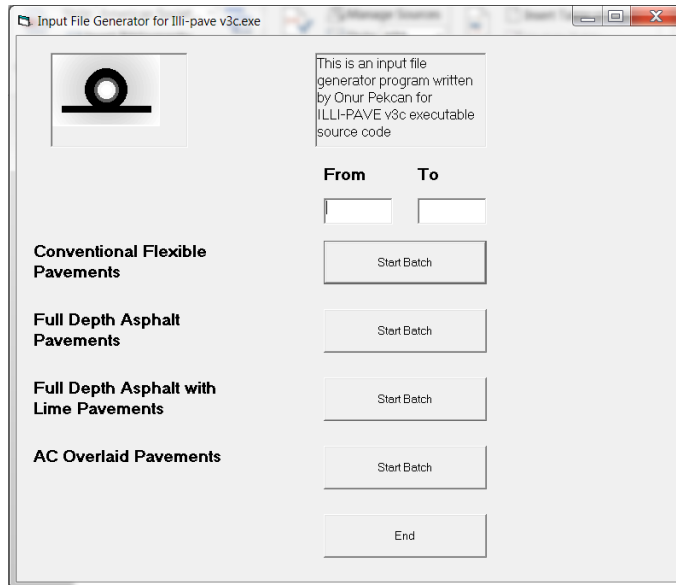 Input File Generator for Illi-pave v3c.exe
This is an input file
generator program written
by Onur Pekcan for
ILLI-PAVE v3c executable
source code
From To
Conventional Flexible
Pavements
Start Batch
Full Depth Asphalt
Pavements
Start Batch
Full Depth Asphalt with
Lime Pavements
Start Batch
AC Overlaid Pavements
Start Batch
End